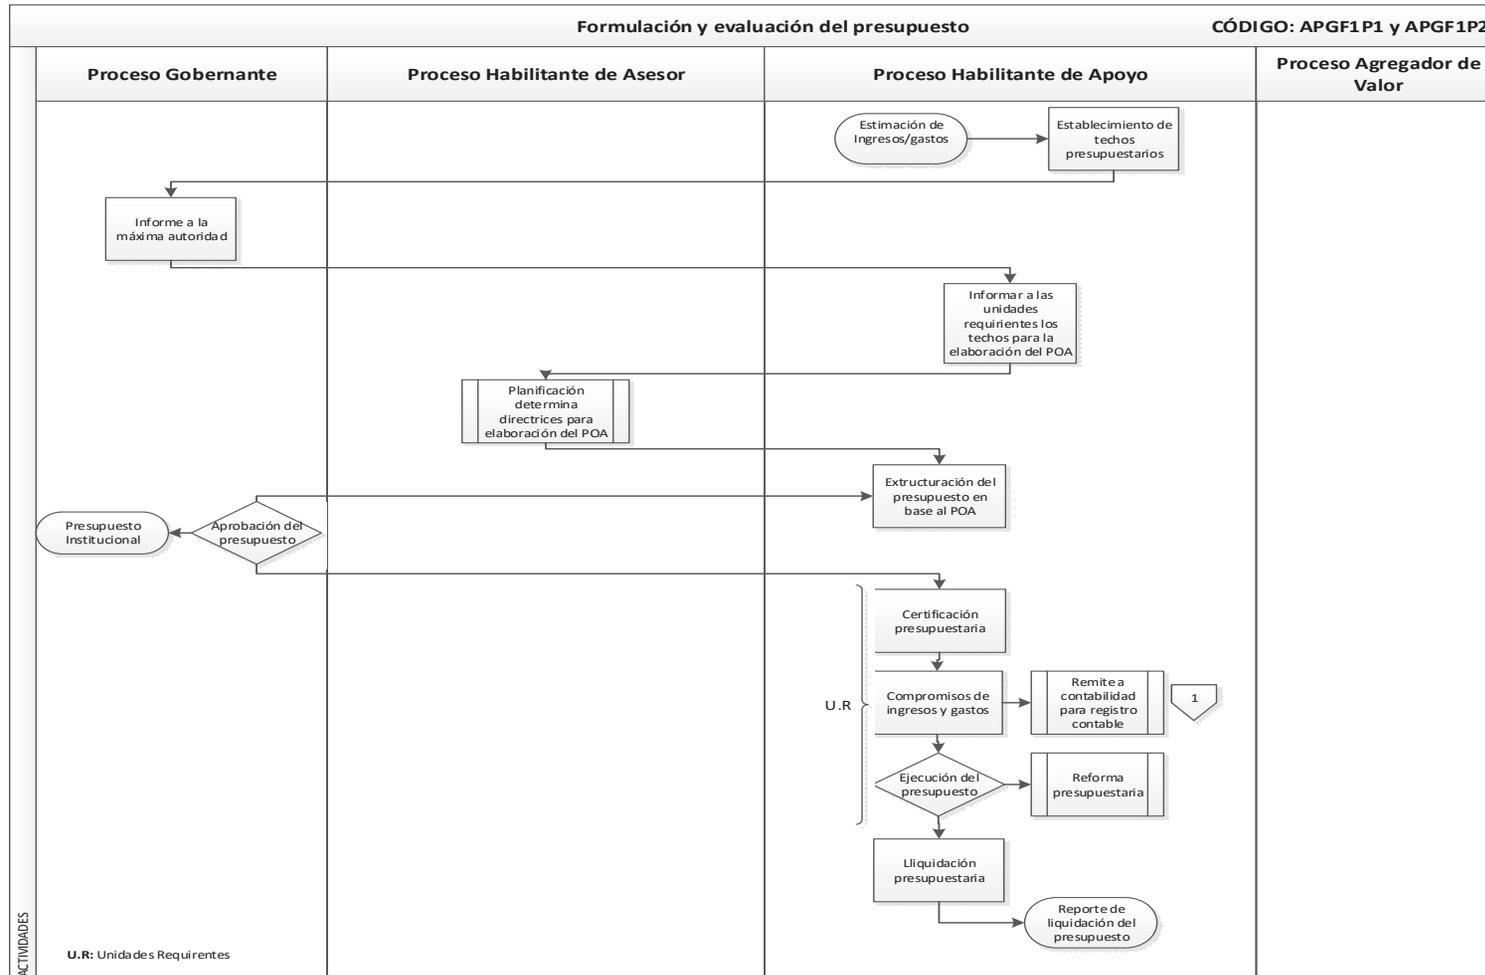 Formulación y evaluación del presupuesto
CÓDIGO: APGF1P1 y APGF1P2
Proceso Gobernante
Proceso Habilitante de Asesor
Proceso Habilitante de Apoyo
Proceso Agregador de
Valor
Estimación de
Ingresos/gastos
Establecimiento de
techos
presupuestarios
Informe a la
máxima autoridad
Informar a las
unidades
requirientes los
techos para la
elaboración del POA
Planificación
determina
directrices para
elaboración del POA
Extructuración del
presupuesto en
base al POA
Presupuesto
Institucional
Aprobación del
presupuesto
Certificación
presupuestaria
U.R
Compromisos de
ingresos y gastos
Remite a
contabilidad
para registro
contable
1
Ejecución del
presupuesto
Reforma
presupuestaria
Lliquidación
presupuestaria
Reporte de
liquidación del
presupuesto
U.R: Unidades Requirentes
ACTIVIDADES